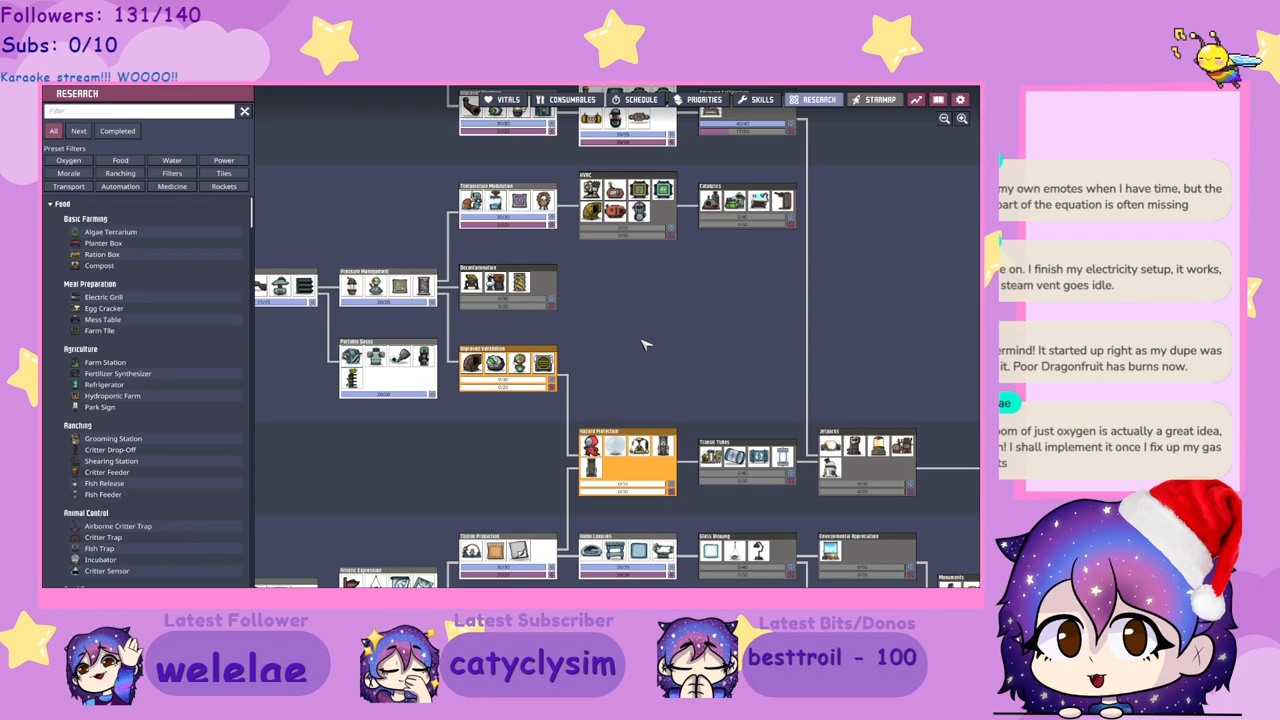 Followers: 131/140
Subs: 0/10
Karaoke stream!!! WOOOO!!
RESEARCH
VITALS
CONSUMABLES
SCHEDULE
PRIORITIES
SKILLS
RESEARCH
STARMAP
Filter
All
Next
Completed
Preset Filters
Oxygen
Food
Water
Power
Morale
Ranching
Filters
Tiles
Transport
Automation
Medicine
Rockets
Food
Basic Farming
Algae Terrarium
Planter Box
Ration Box
Compost
Meal Preparation
Electric Grill
Egg Cracker
Mess Table
Farm Tile
Agriculture
Farm Station
Fertilizer Synthesizer
Refrigerator
Hydroponic Farm
Park Sign
Ranching
Grooming Station
Critter Drop-Off
Shearing Station
Critter Feeder
Fish Release
Fish Feeder
Animal Control
Airborne Critter Trap
Critter Trap
Fish Trap
Incubator
Critter Sensor
Temperature Modulation
HVAC
Catalytics
Pressure Management
Decontamination
Portable Gases
Improved Ventilation
Hazard Protection
Transit Tubes
Jetpacks
Textile Production
Home Luxuries
Glass Blowing
Environmental Appreciation
Artistic Expression
Monuments
my own emotes when I have time, but the
part of the equation is often missing
e on. I finish my electricity setup, it works,
steam vent goes idle.
ermind! It started up right as my dupe was
it. Poor Dragonfruit has burns now.
ae
oom of just oxygen is actually a great idea,
! I shall implement it once I fix up my gas
ts
Latest Follower
welelae
Latest Subscriber
catyclysim
Latest Bits/Donos
besttroil - 100